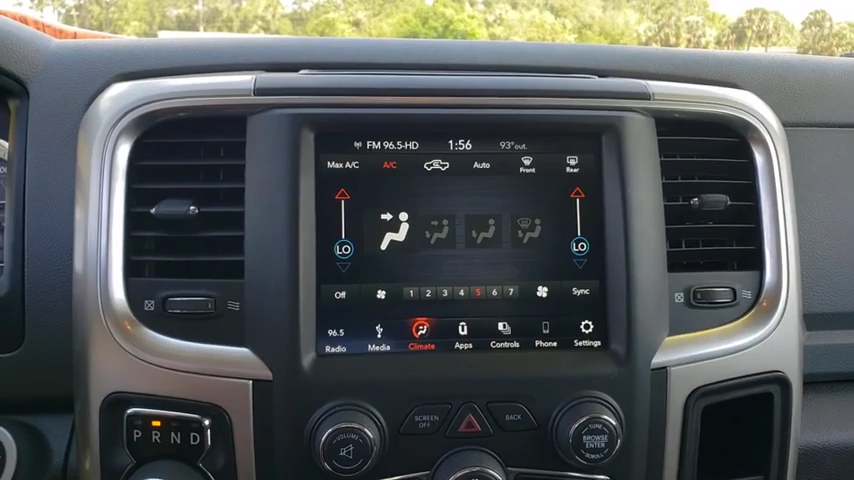 FM 96.5-HD 1:56 93° out.
Max A/C A/C Auto Front Rear
LO LO
Off 1 2 3 4 5 6 7 Sync
96.5
Radio Media Climate Apps Controls Phone Settings
SCREEN OFF BACK
VOLUME
TUNE
BROWSE
ENTER
SCROLL
P R N D